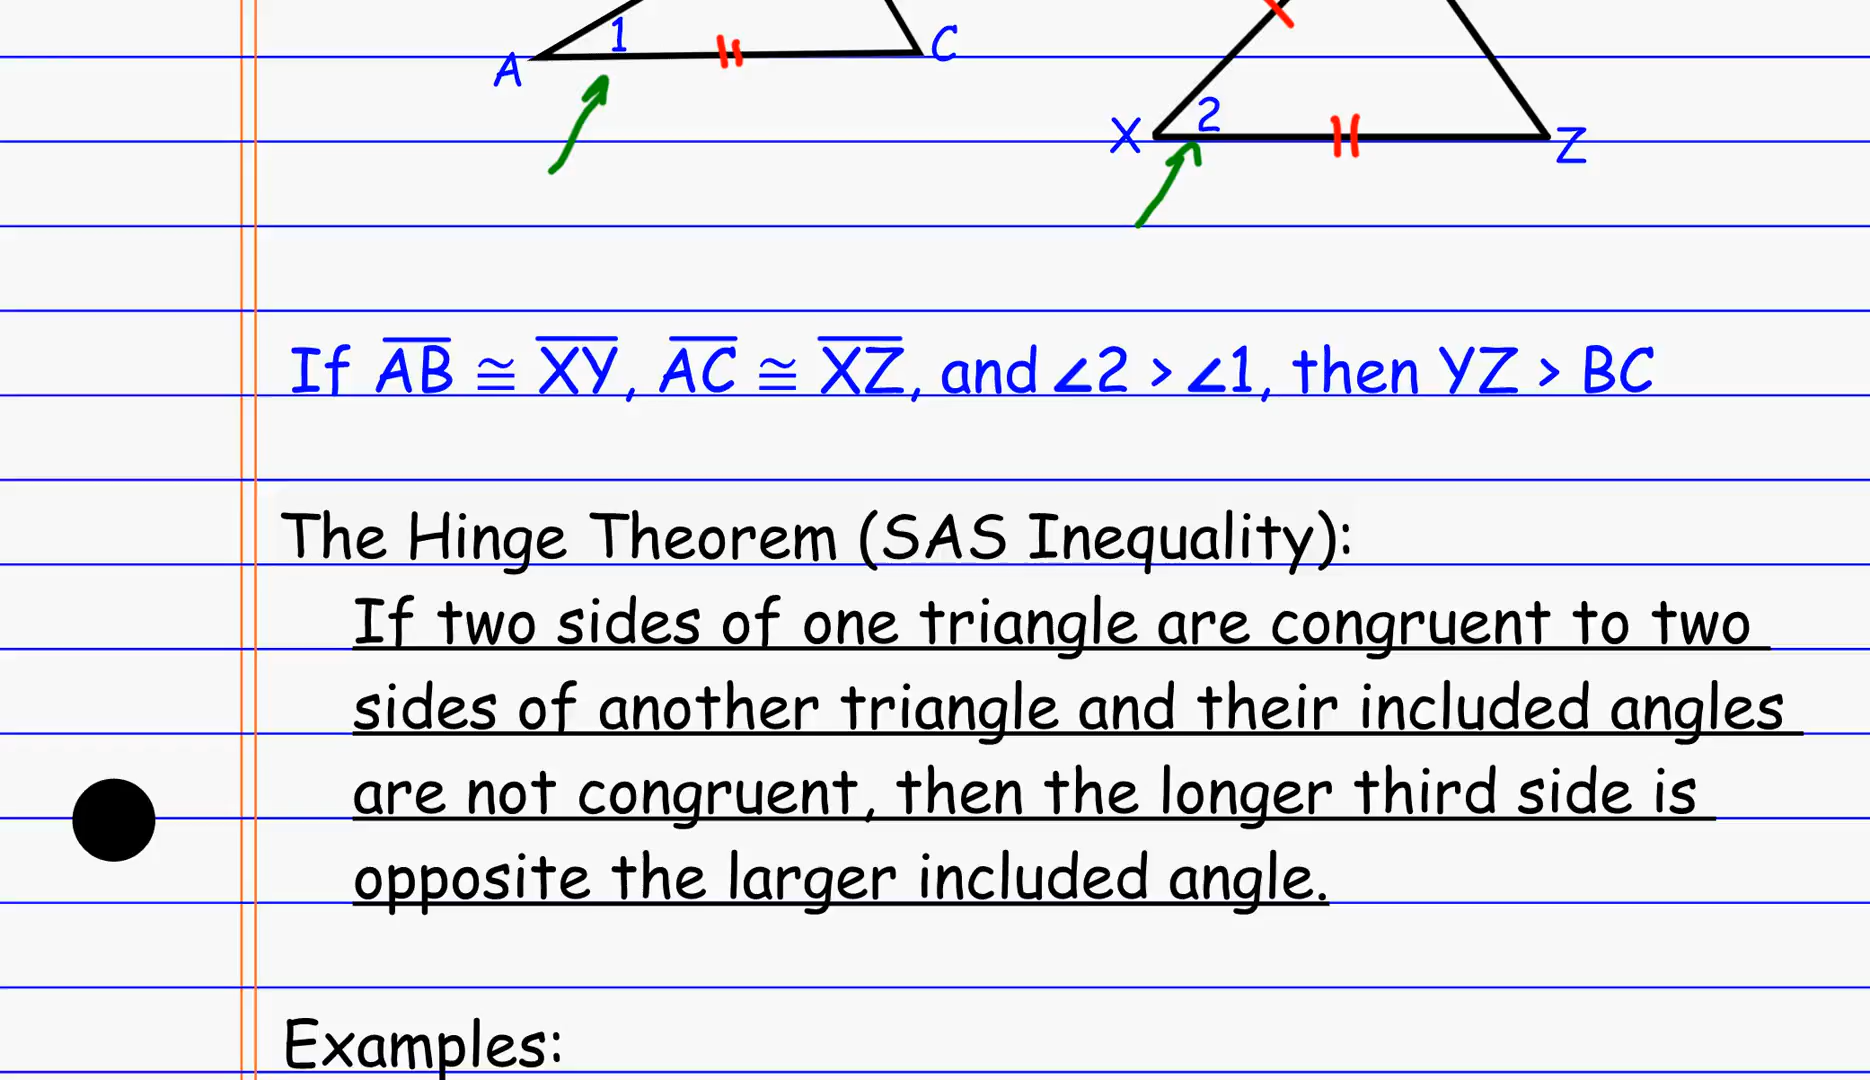 1
A
C
2
X
Z
If AB ≅ XY, AC ≅ XZ, and ∠2 > ∠1, then YZ > BC
The Hinge Theorem (SAS Inequality):
If two sides of one triangle are congruent to two
sides of another triangle and their included angles
are not congruent, then the longer third side is
opposite the larger included angle.
Examples: